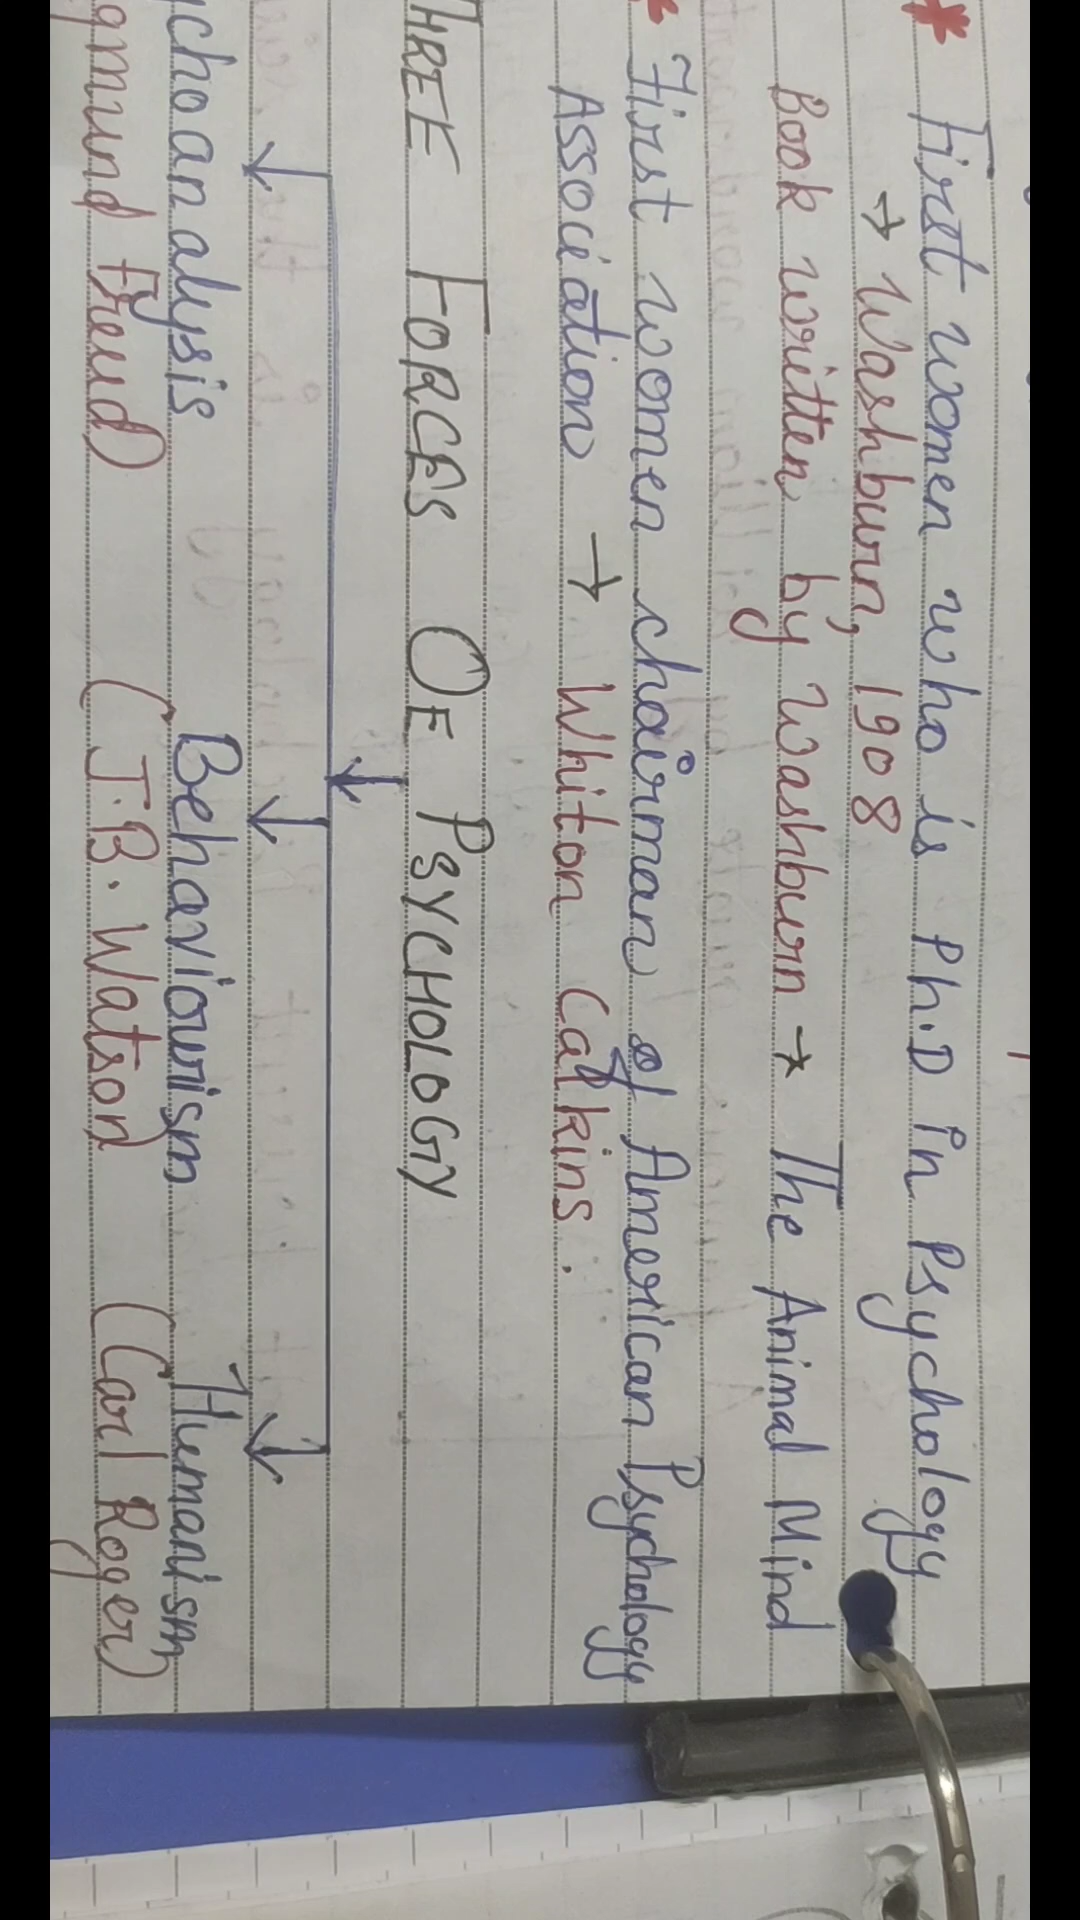 * First women who is Ph.D in Psychology
→ Washburn, 1908
Book written by Washburn → The Animal Mind
* First women chairman of American Psychology
Association → Whiton Calkins.
THREE FORCES OF PSYCHOLOGY
choanalysis Behaviourism Humanism
gmund freud) (J.B. Watson) (Carl Roger)